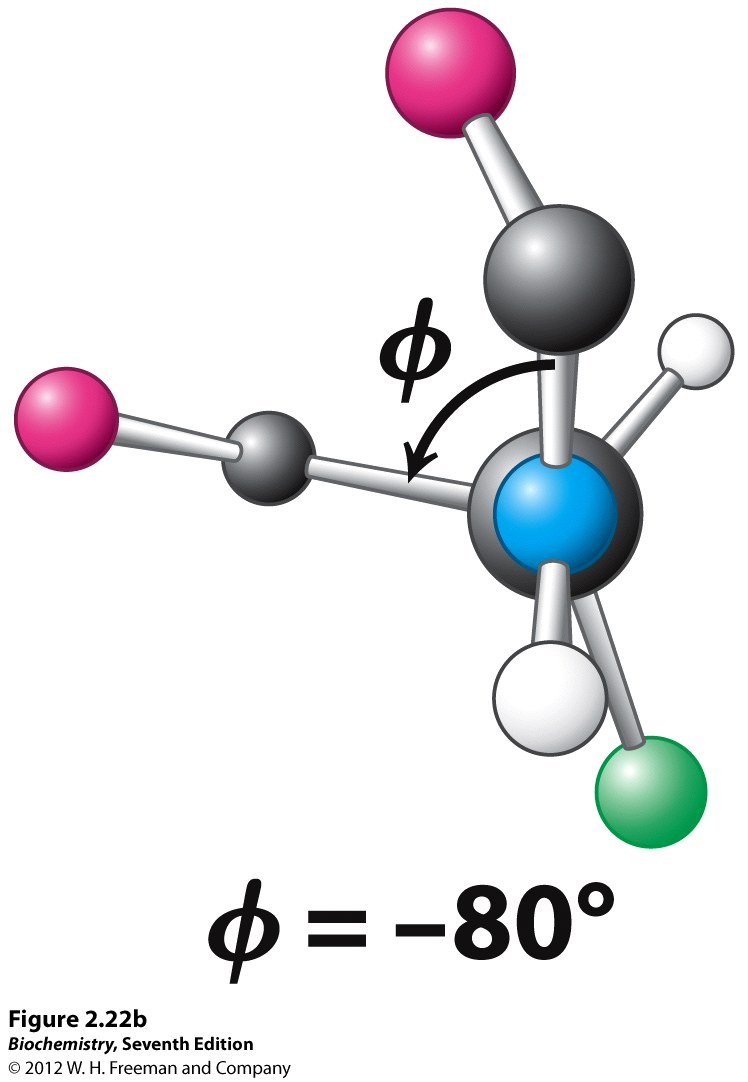 ϕ
ϕ = –80°
Figure 2.22b
Biochemistry, Seventh Edition
© 2012 W. H. Freeman and Company